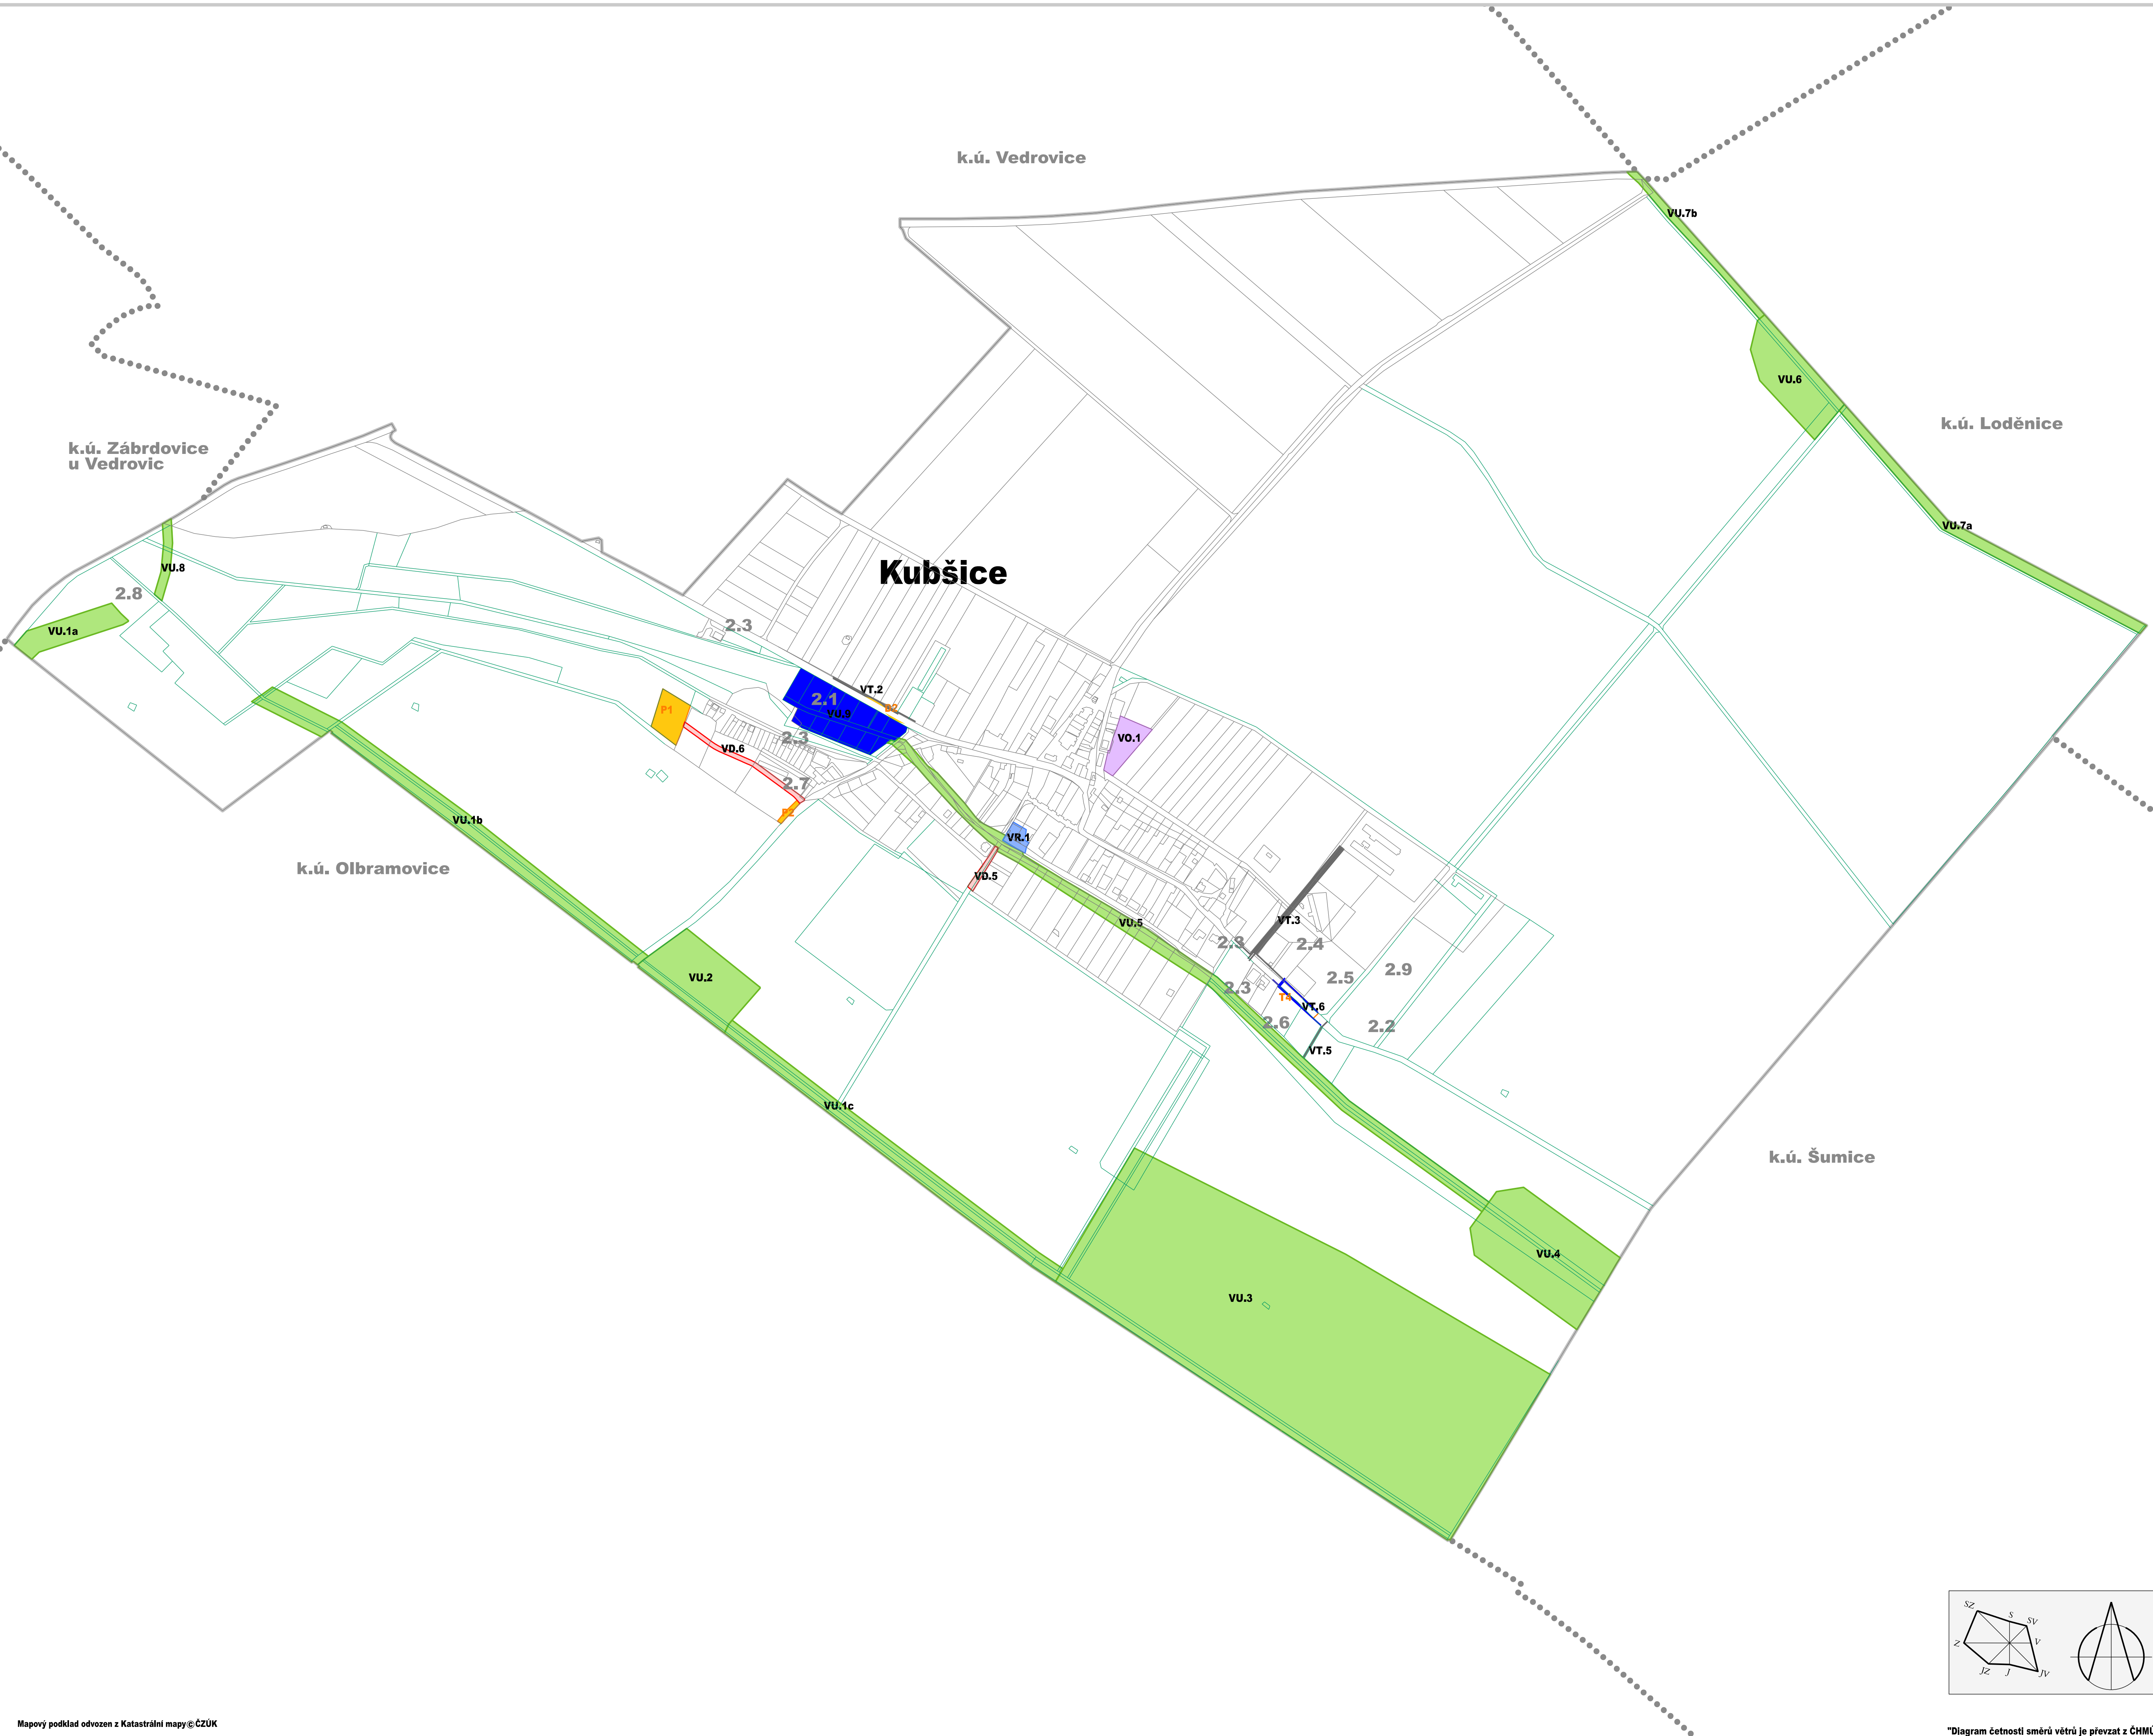 k.ú. Vedrovice
VU.7b
VU.6
k.ú. Loděnice
k.ú. Zábrdovice
u Vedrovic
VU.7a
VU.8
Kubšice
2.8
VU.1a
2.3
VT.2
2.1
P1
VU.9
2.3
VO.1
VD.6
2.7
P2
VU.1b
VR.1
k.ú. Olbramovice
VD.5
VU.5
VT.3
2.3
2.4
2.9
VU.2
2.5
2.3
T4
VT.6
2.6
2.2
VT.5
VU.1c
k.ú. Šumice
VU.4
VU.3
SZ
S
SV
Z
V
JZ
J
JV
Mapový podklad odvozen z Katastrální mapy©ČZÚK
"Diagram četnosti směrů větrů je převzat z